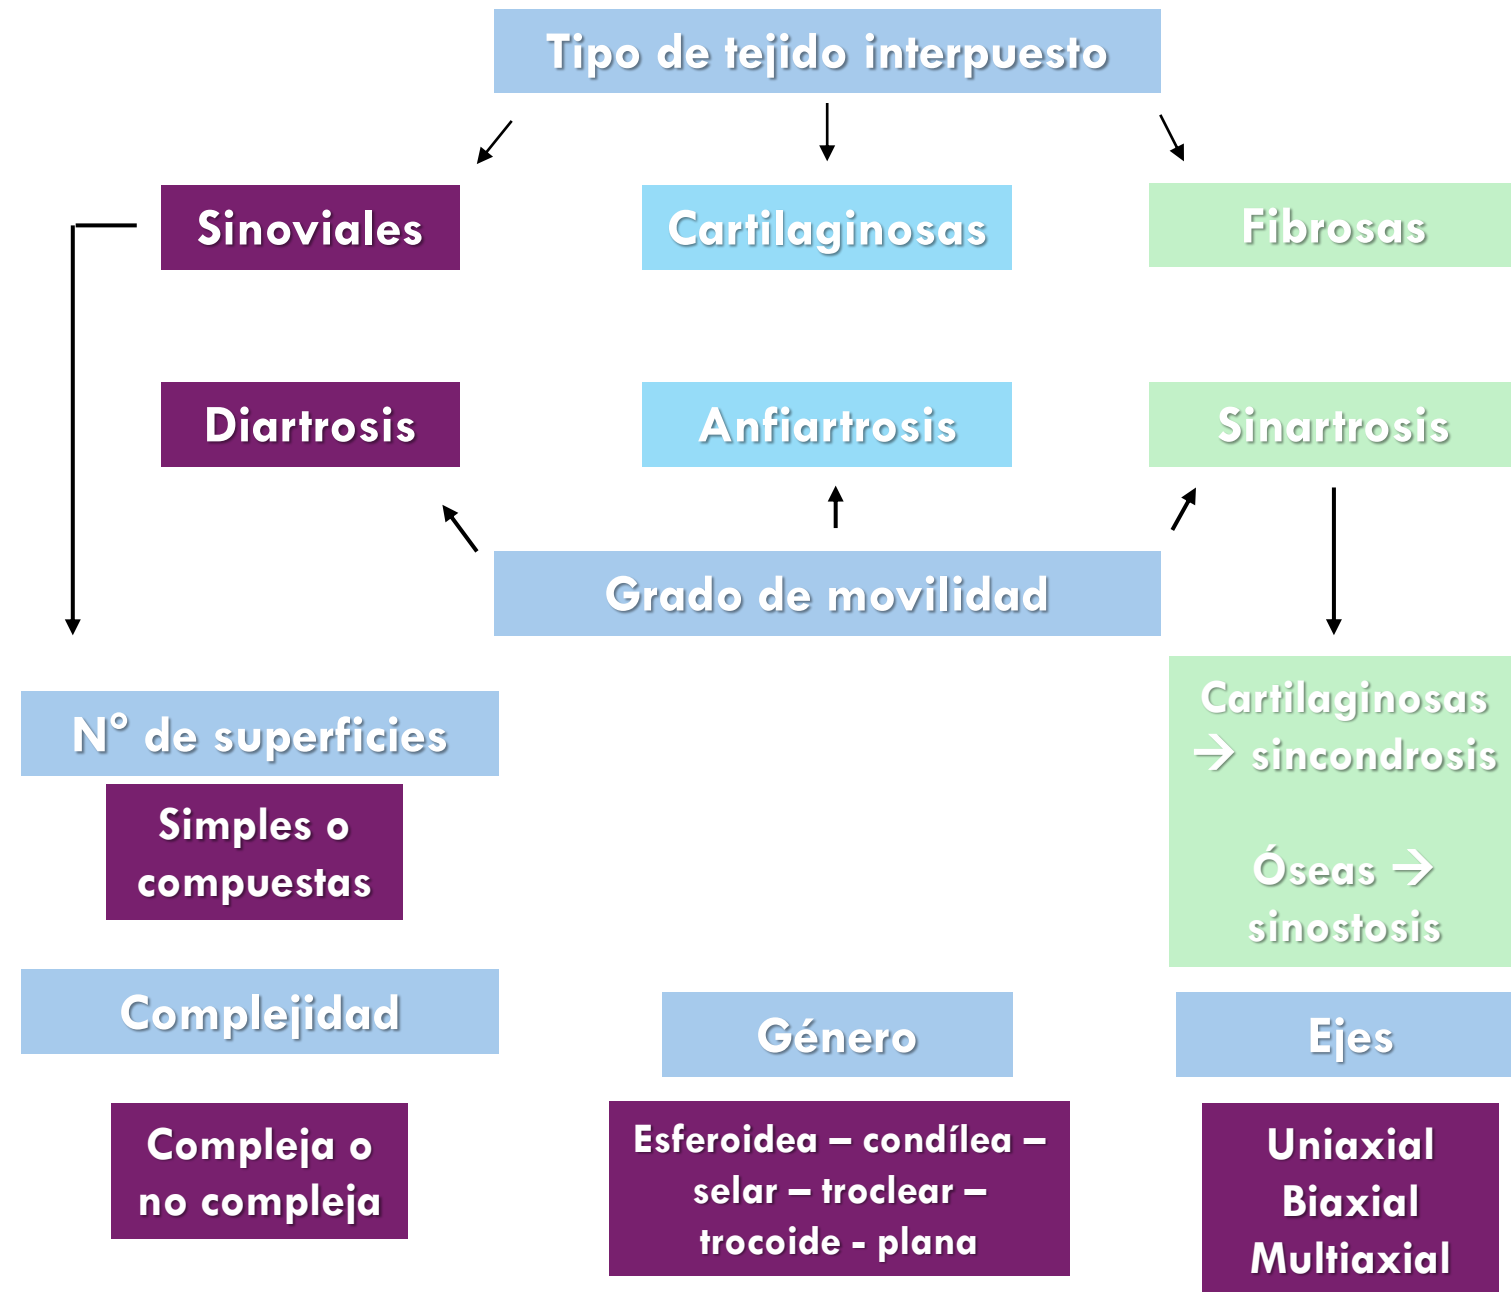 Tipo de tejido interpuesto
Sinoviales
Cartilaginosas
Fibrosas
Diartrosis
Anfiartrosis
Sinartrosis
Grado de movilidad
N° de superficies
Simples o
compuestas
Cartilaginosas
→ sincondrosis
Óseas →
sinostosis
Complejidad
Compleja o
no compleja
Género
Esferoidea – condílea –
selar – troclear –
trocoide - plana
Ejes
Uniaxial
Biaxial
Multiaxial